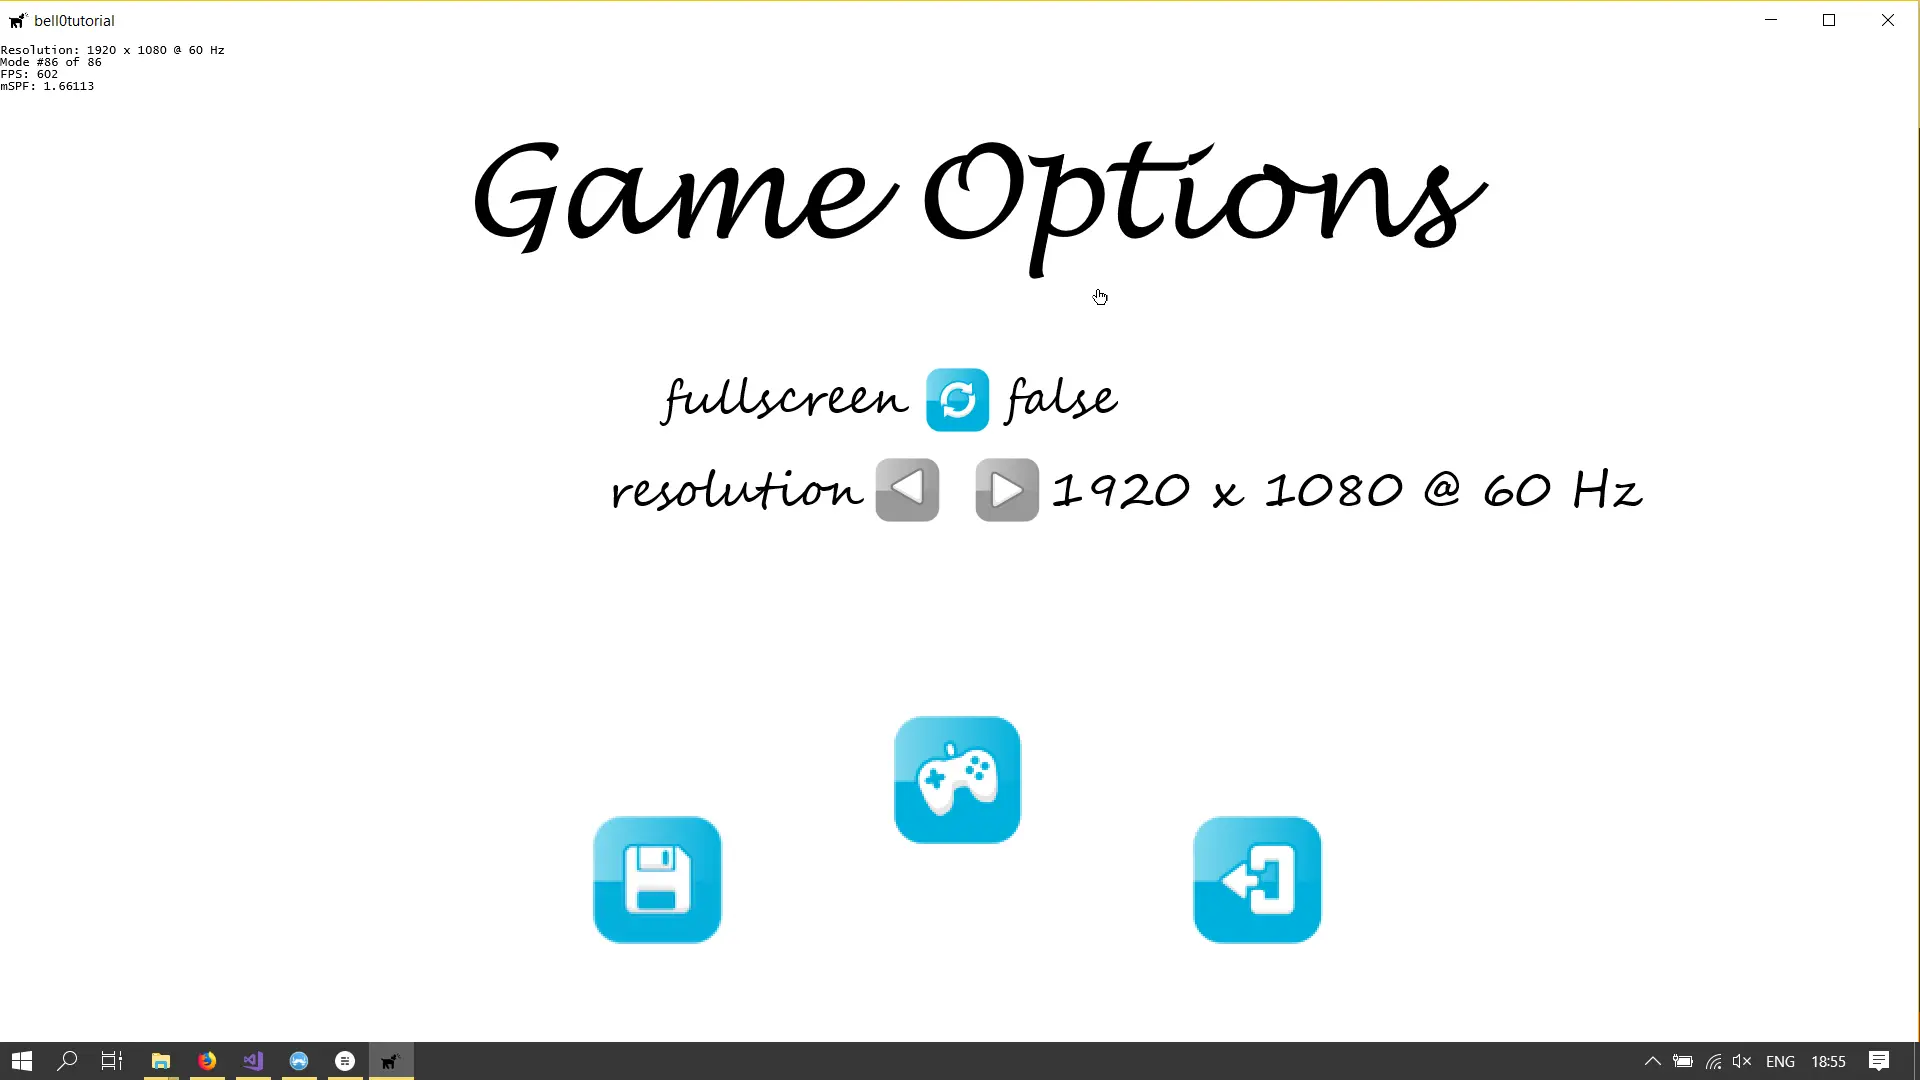 bell0tutorial
Resolution: 1920 x 1080 @ 60 Hz
Mode #86 of 86
FPS: 602
mSPF: 1.66113
Game Options
fullscreen false
resolution 1920 x 1080 @ 60 Hz
ENG 18:55